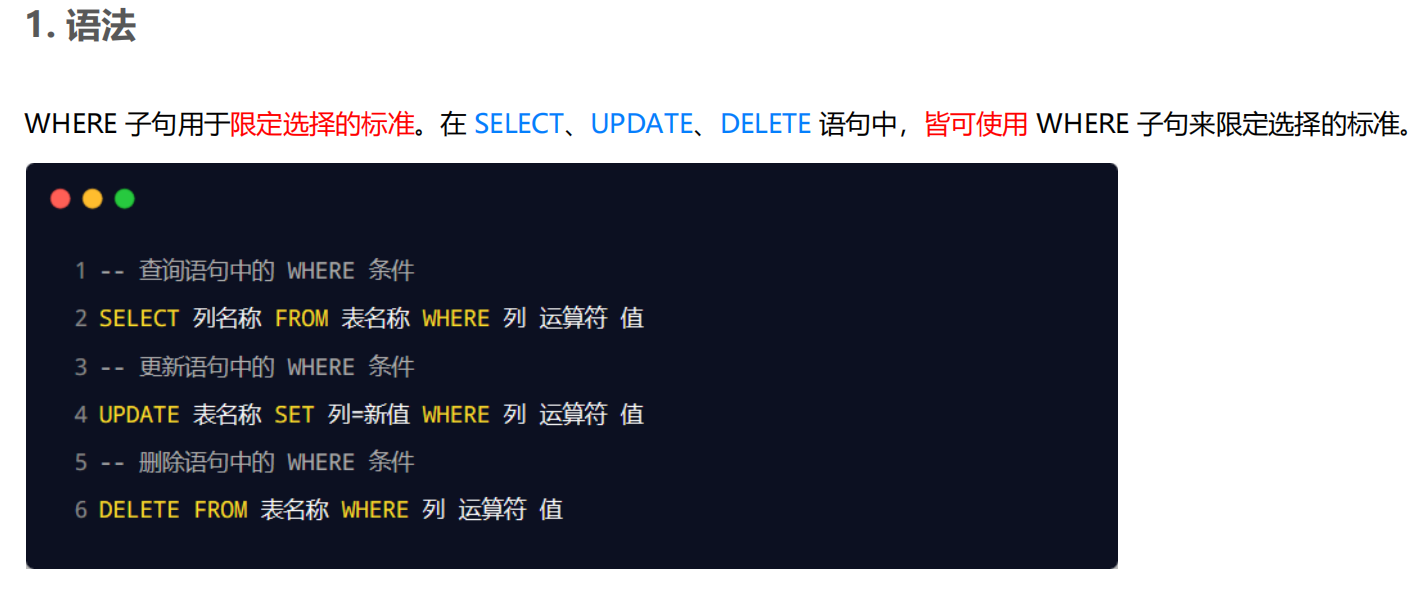 1. 语法
WHERE 子句用于限定选择的标准。在 SELECT、UPDATE、DELETE 语句中，皆可使用 WHERE 子句来限定选择的标准。
1 -- 查询语句中的 WHERE 条件
2 SELECT 列名称 FROM 表名称 WHERE 列 运算符 值
3 -- 更新语句中的 WHERE 条件
4 UPDATE 表名称 SET 列=新值 WHERE 列 运算符 值
5 -- 删除语句中的 WHERE 条件
6 DELETE FROM 表名称 WHERE 列 运算符 值